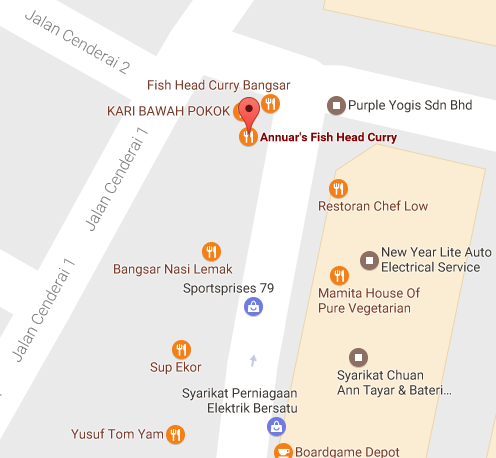 Jalan Cenderai 2
Fish Head Curry Bangsar
KARI BAWAH POKOK
Purple Yogis Sdn Bhd
Annuar's Fish Head Curry
Jalan Cenderai 1
Restoran Chef Low
Bangsar Nasi Lemak
New Year Lite Auto
Electrical Service
Sportsprises 79
Mamita House Of
Pure Vegetarian
Jalan Cenderai 1
Sup Ekor
Syarikat Chuan
Ann Tayar & Bateri...
Syarikat Perniagaan
Elektrik Bersatu
Yusuf Tom Yam
Boardgame Depot